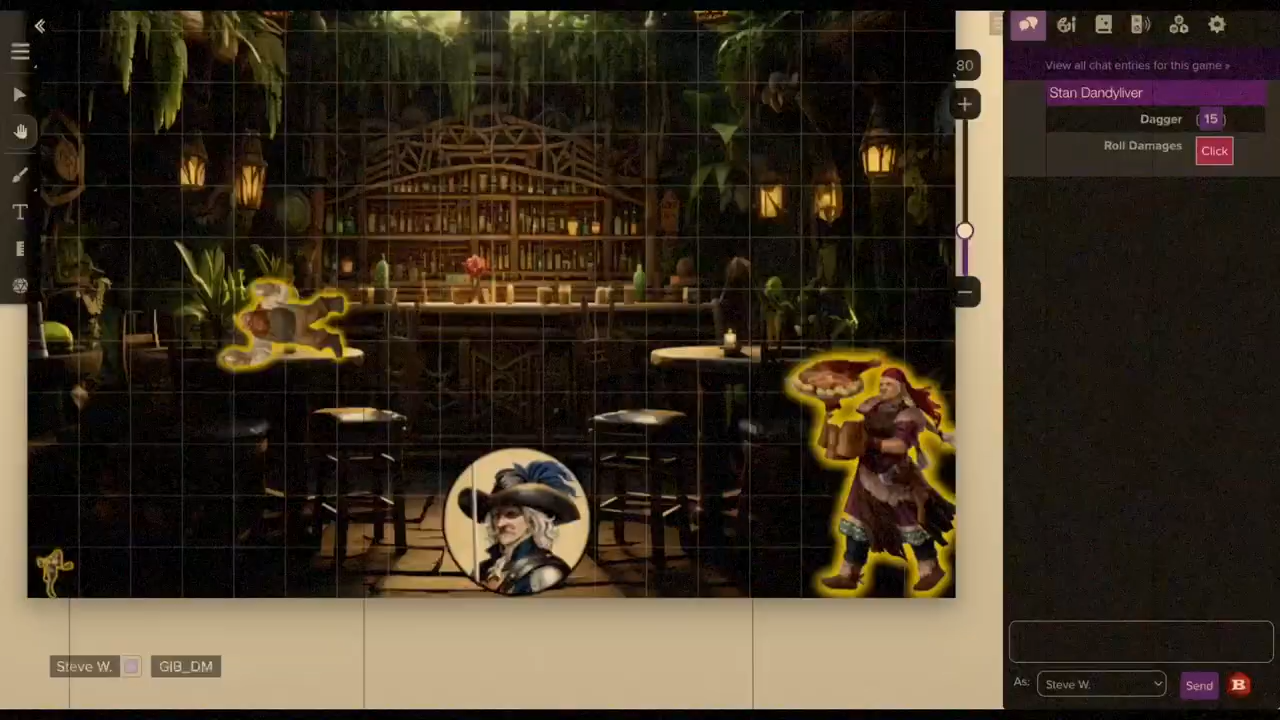 80
View all chat entries for this game »
Stan Dandyliver
Dagger ( 15 )
Roll Damages Click
Steve W. GIB_DM
As: Steve W. Send B